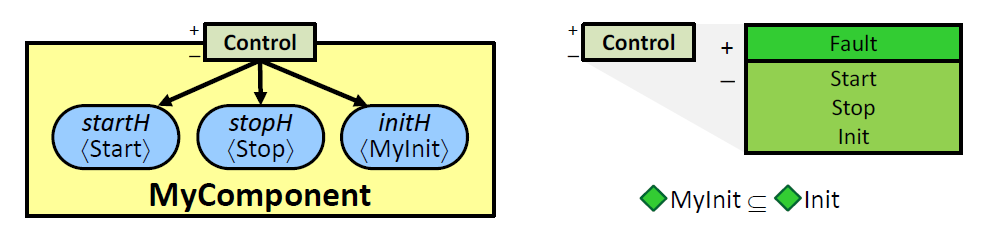 +
−
Control
startH
⟨Start⟩
stopH
⟨Stop⟩
initH
⟨MyInit⟩
MyComponent
+
−
Control
+
Fault
−
Start
Stop
Init
MyInit ⊆ Init